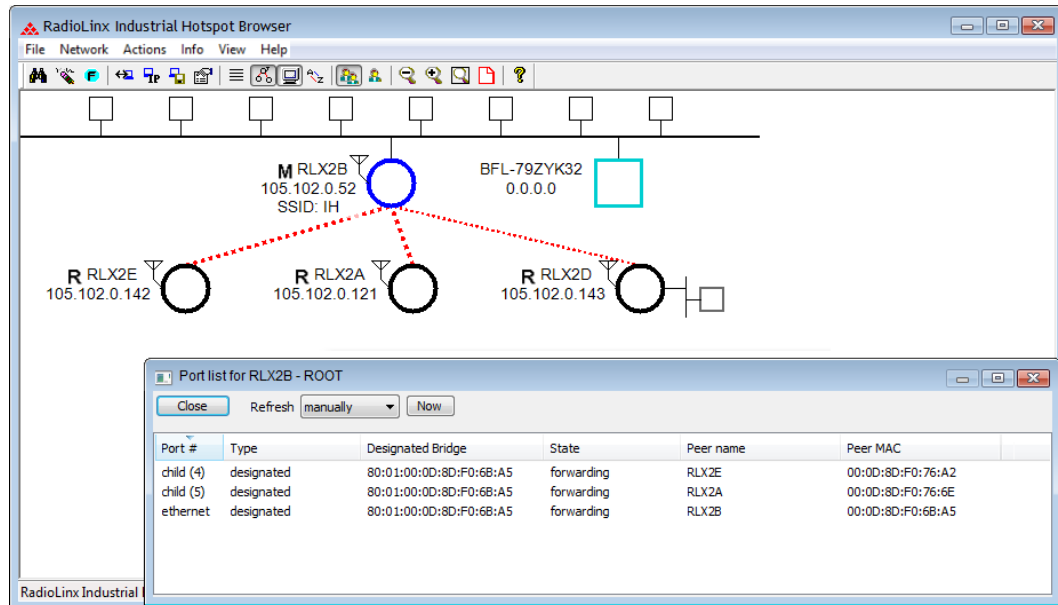 RadioLinx Industrial Hotspot Browser
File Network Actions Info View Help
F IP A Z ?
M RLX2B
105.102.0.52
SSID: IH
BFL-79ZYK32
0.0.0.0
R RLX2E
105.102.0.142
R RLX2A
105.102.0.121
R RLX2D
105.102.0.143
Port list for RLX2B - ROOT
Close Refresh manually Now
Port # Type Designated Bridge State Peer name Peer MAC
child (4) designated 80:01:00:0D:8D:F0:6B:A5 forwarding RLX2E 00:0D:8D:F0:76:A2
child (5) designated 80:01:00:0D:8D:F0:6B:A5 forwarding RLX2A 00:0D:8D:F0:76:6E
ethernet designated 80:01:00:0D:8D:F0:6B:A5 forwarding RLX2B 00:0D:8D:F0:6B:A5
RadioLinx Industrial